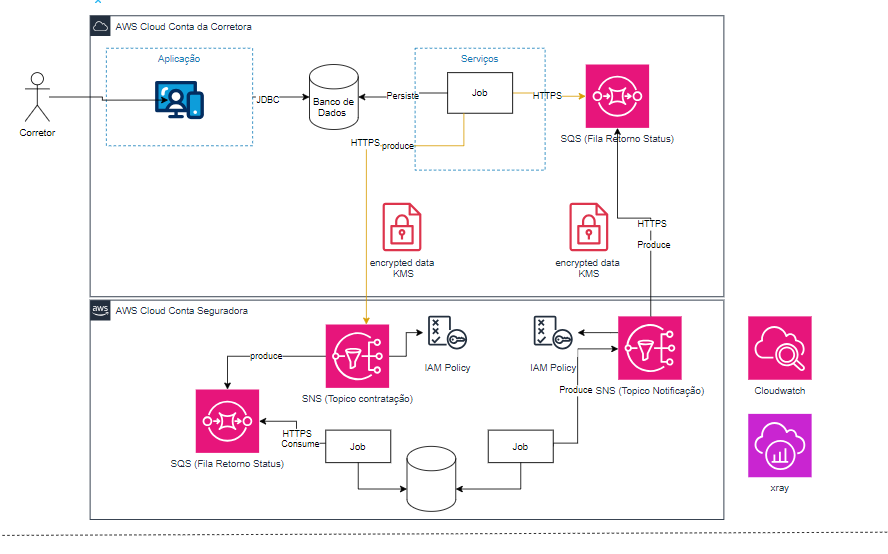 AWS Cloud Conta da Corretora
Aplicação
Serviços
JDBC
Banco de
Dados
Persiste
Job
HTTPS
Corretor
SQS (Fila Retorno Status)
HTTPS
produce
HTTPS
Produce
encrypted data
KMS
encrypted data
KMS
aws
AWS Cloud Conta Seguradora
produce
IAM Policy
IAM Policy
Produce
SNS (Topico contratação)
SNS (Topico Notificação)
Cloudwatch
HTTPS
Consume
Job
Job
SQS (Fila Retorno Status)
xray